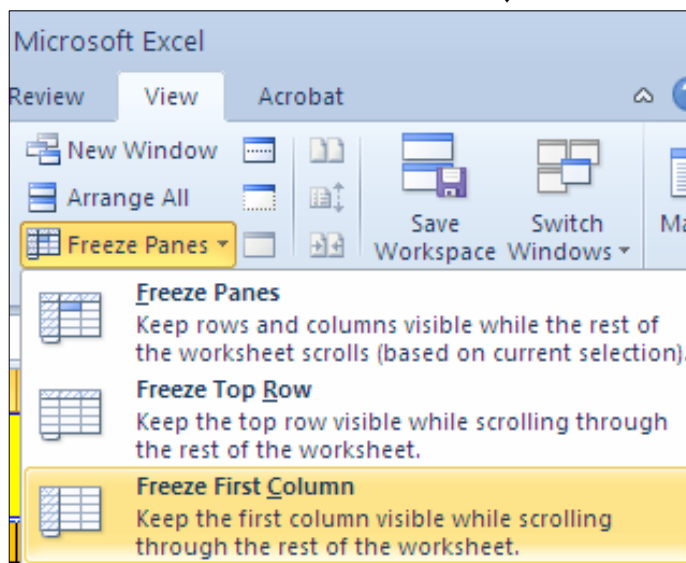 Microsoft Excel
Review View Acrobat
New Window
Arrange All
Freeze Panes
Save Workspace
Switch Windows
Freeze Panes
Keep rows and columns visible while the rest of
the worksheet scrolls (based on current selection).
Freeze Top Row
Keep the top row visible while scrolling through
the rest of the worksheet.
Freeze First Column
Keep the first column visible while scrolling
through the rest of the worksheet.